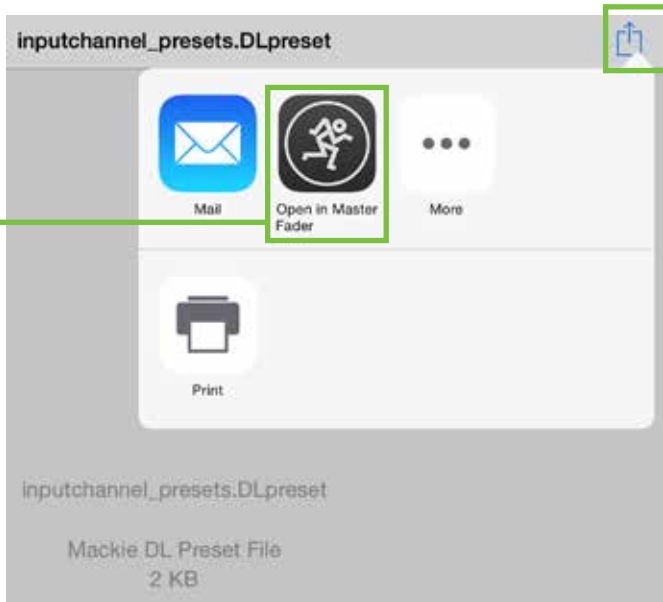 inputchannel_presets.DLpreset
Mail
Open in Master
Fader
More
Print
inputchannel_presets.DLpreset
Mackie DL Preset File
2 KB